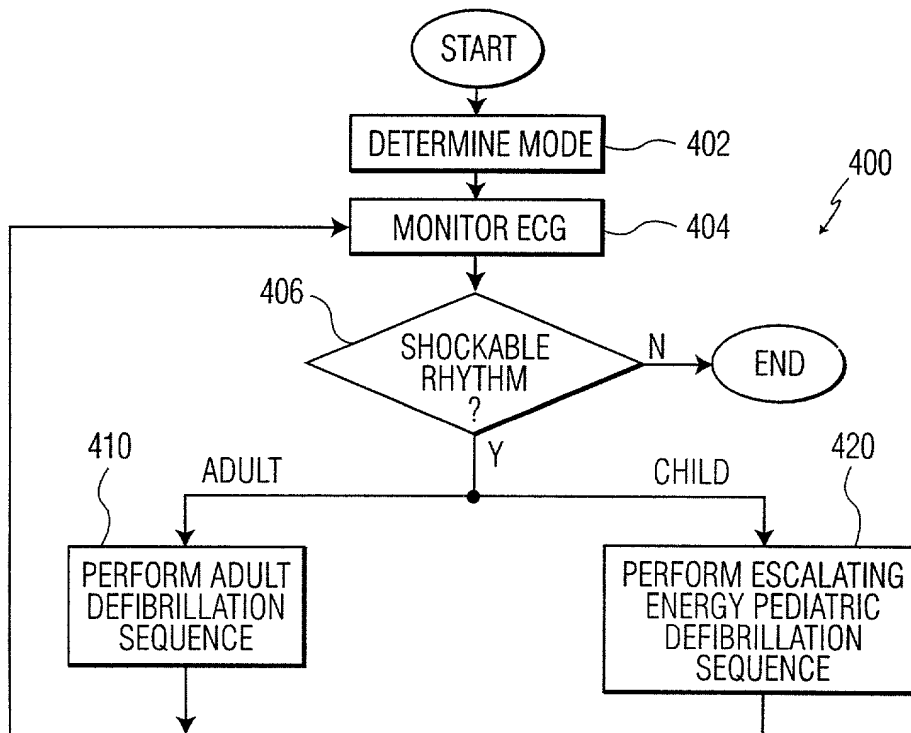 START
DETERMINE MODE
402
400
MONITOR ECG
404
406
SHOCKABLE
RHYTHM
?
N
END
Y
410
ADULT
CHILD
420
PERFORM ADULT
DEFIBRILLATION
SEQUENCE
PERFORM ESCALATING
ENERGY PEDIATRIC
DEFIBRILLATION
SEQUENCE